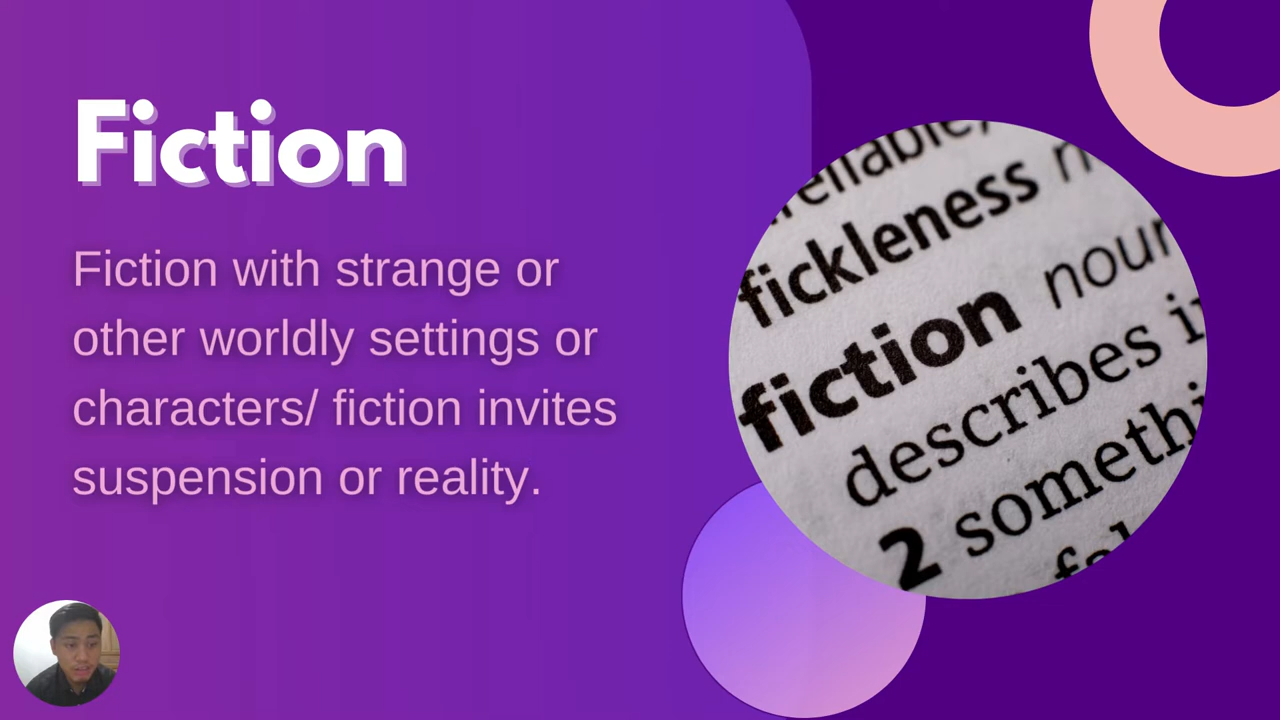 Fiction
Fiction with strange or
other worldly settings or
characters/ fiction invites
suspension or reality.
fickleness
fiction noun
describes
2